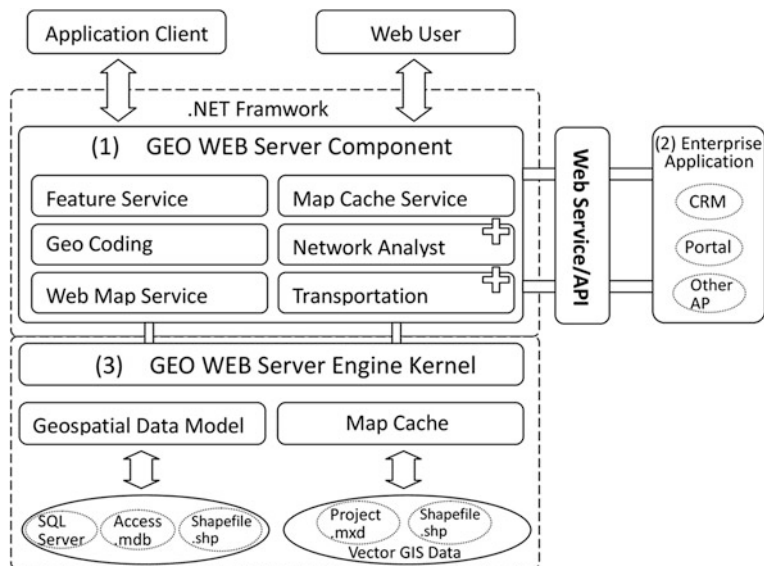 Application Client
Web User
.NET Framwork
(1) GEO WEB Server Component
Feature Service
Map Cache Service
Geo Coding
Network Analyst
Web Map Service
Transportation
Web Service/API
(2) Enterprise
Application
CRM
Portal
Other
AP
(3) GEO WEB Server Engine Kernel
Geospatial Data Model
Map Cache
SQL
Server
Access
.mdb
Shapefile
.shp
Project
.mxd
Shapefile
.shp
Vector GIS Data